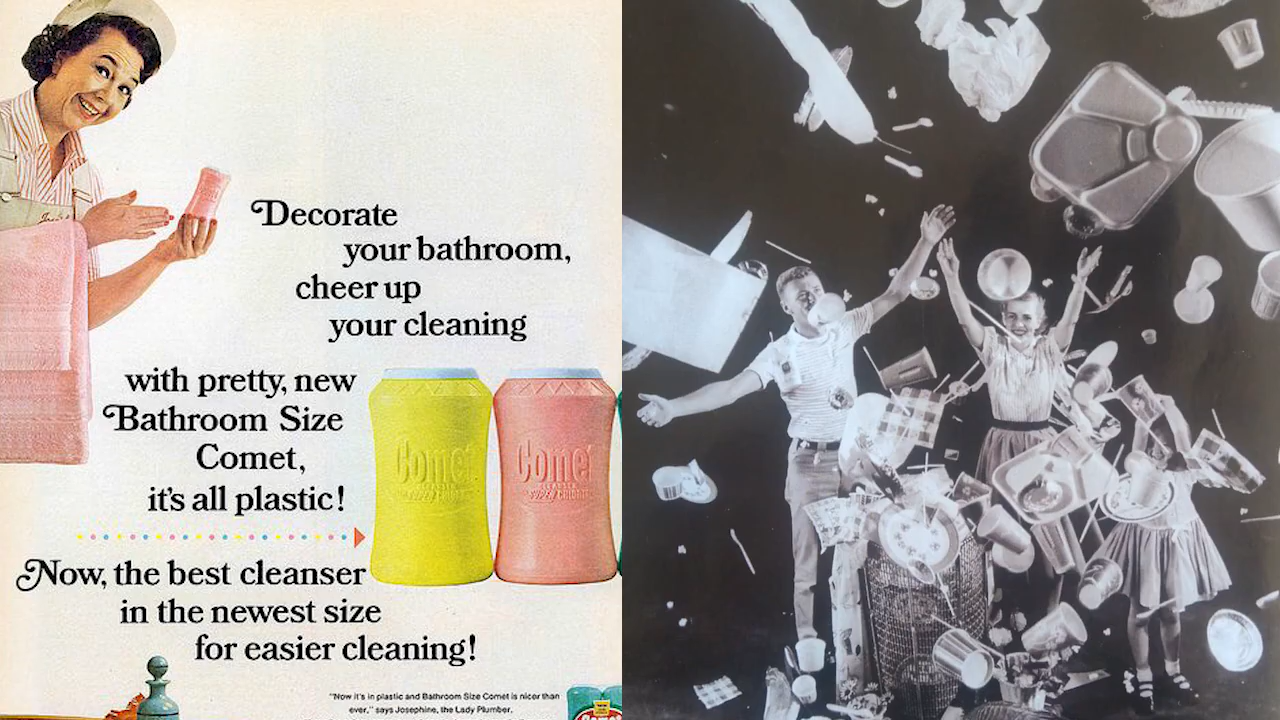 Decorate
your bathroom,
cheer up
your cleaning
with pretty, new
Bathroom Size
Comet,
it's all plastic!
Comet
Comet
Now, the best cleanser
in the newest size
for easier cleaning!
"Now it's in plastic and Bathroom Size Comet is nicer than
ever," says Josephine, the Lady Plumber.